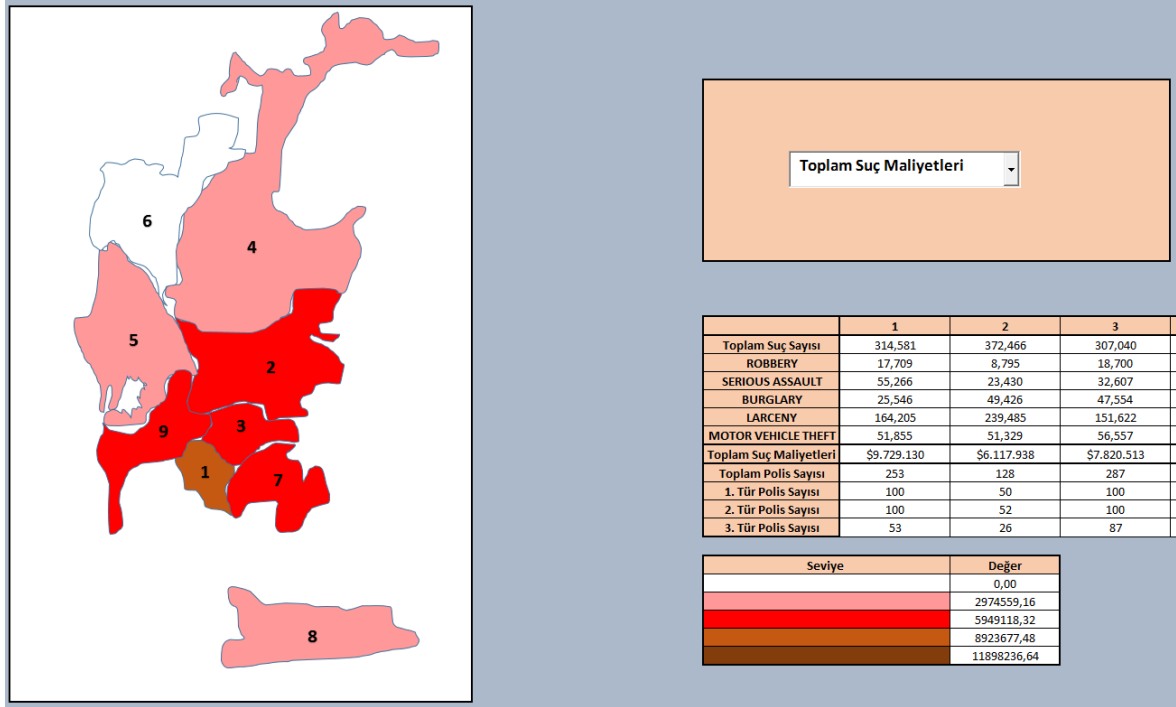 6
4
5
2
9
3
1
7
8
Toplam Suç Maliyetleri
1 2 3
Toplam Suç Sayısı 314,581 372,466 307,040
ROBBERY 17,709 8,795 18,700
SERIOUS ASSAULT 55,266 23,430 32,607
BURGLARY 25,546 49,426 47,554
LARCENY 164,205 239,485 151,622
MOTOR VEHICLE THEFT 51,855 51,329 56,557
Toplam Suç Maliyetleri $9.729.130 $6.117.938 $7.820.513
Toplam Polis Sayısı 253 128 287
1. Tür Polis Sayısı 100 50 100
2. Tür Polis Sayısı 100 52 100
3. Tür Polis Sayısı 53 26 87
Seviye Değer
0,00
2974559,16
5949118,32
8923677,48
11898236,64